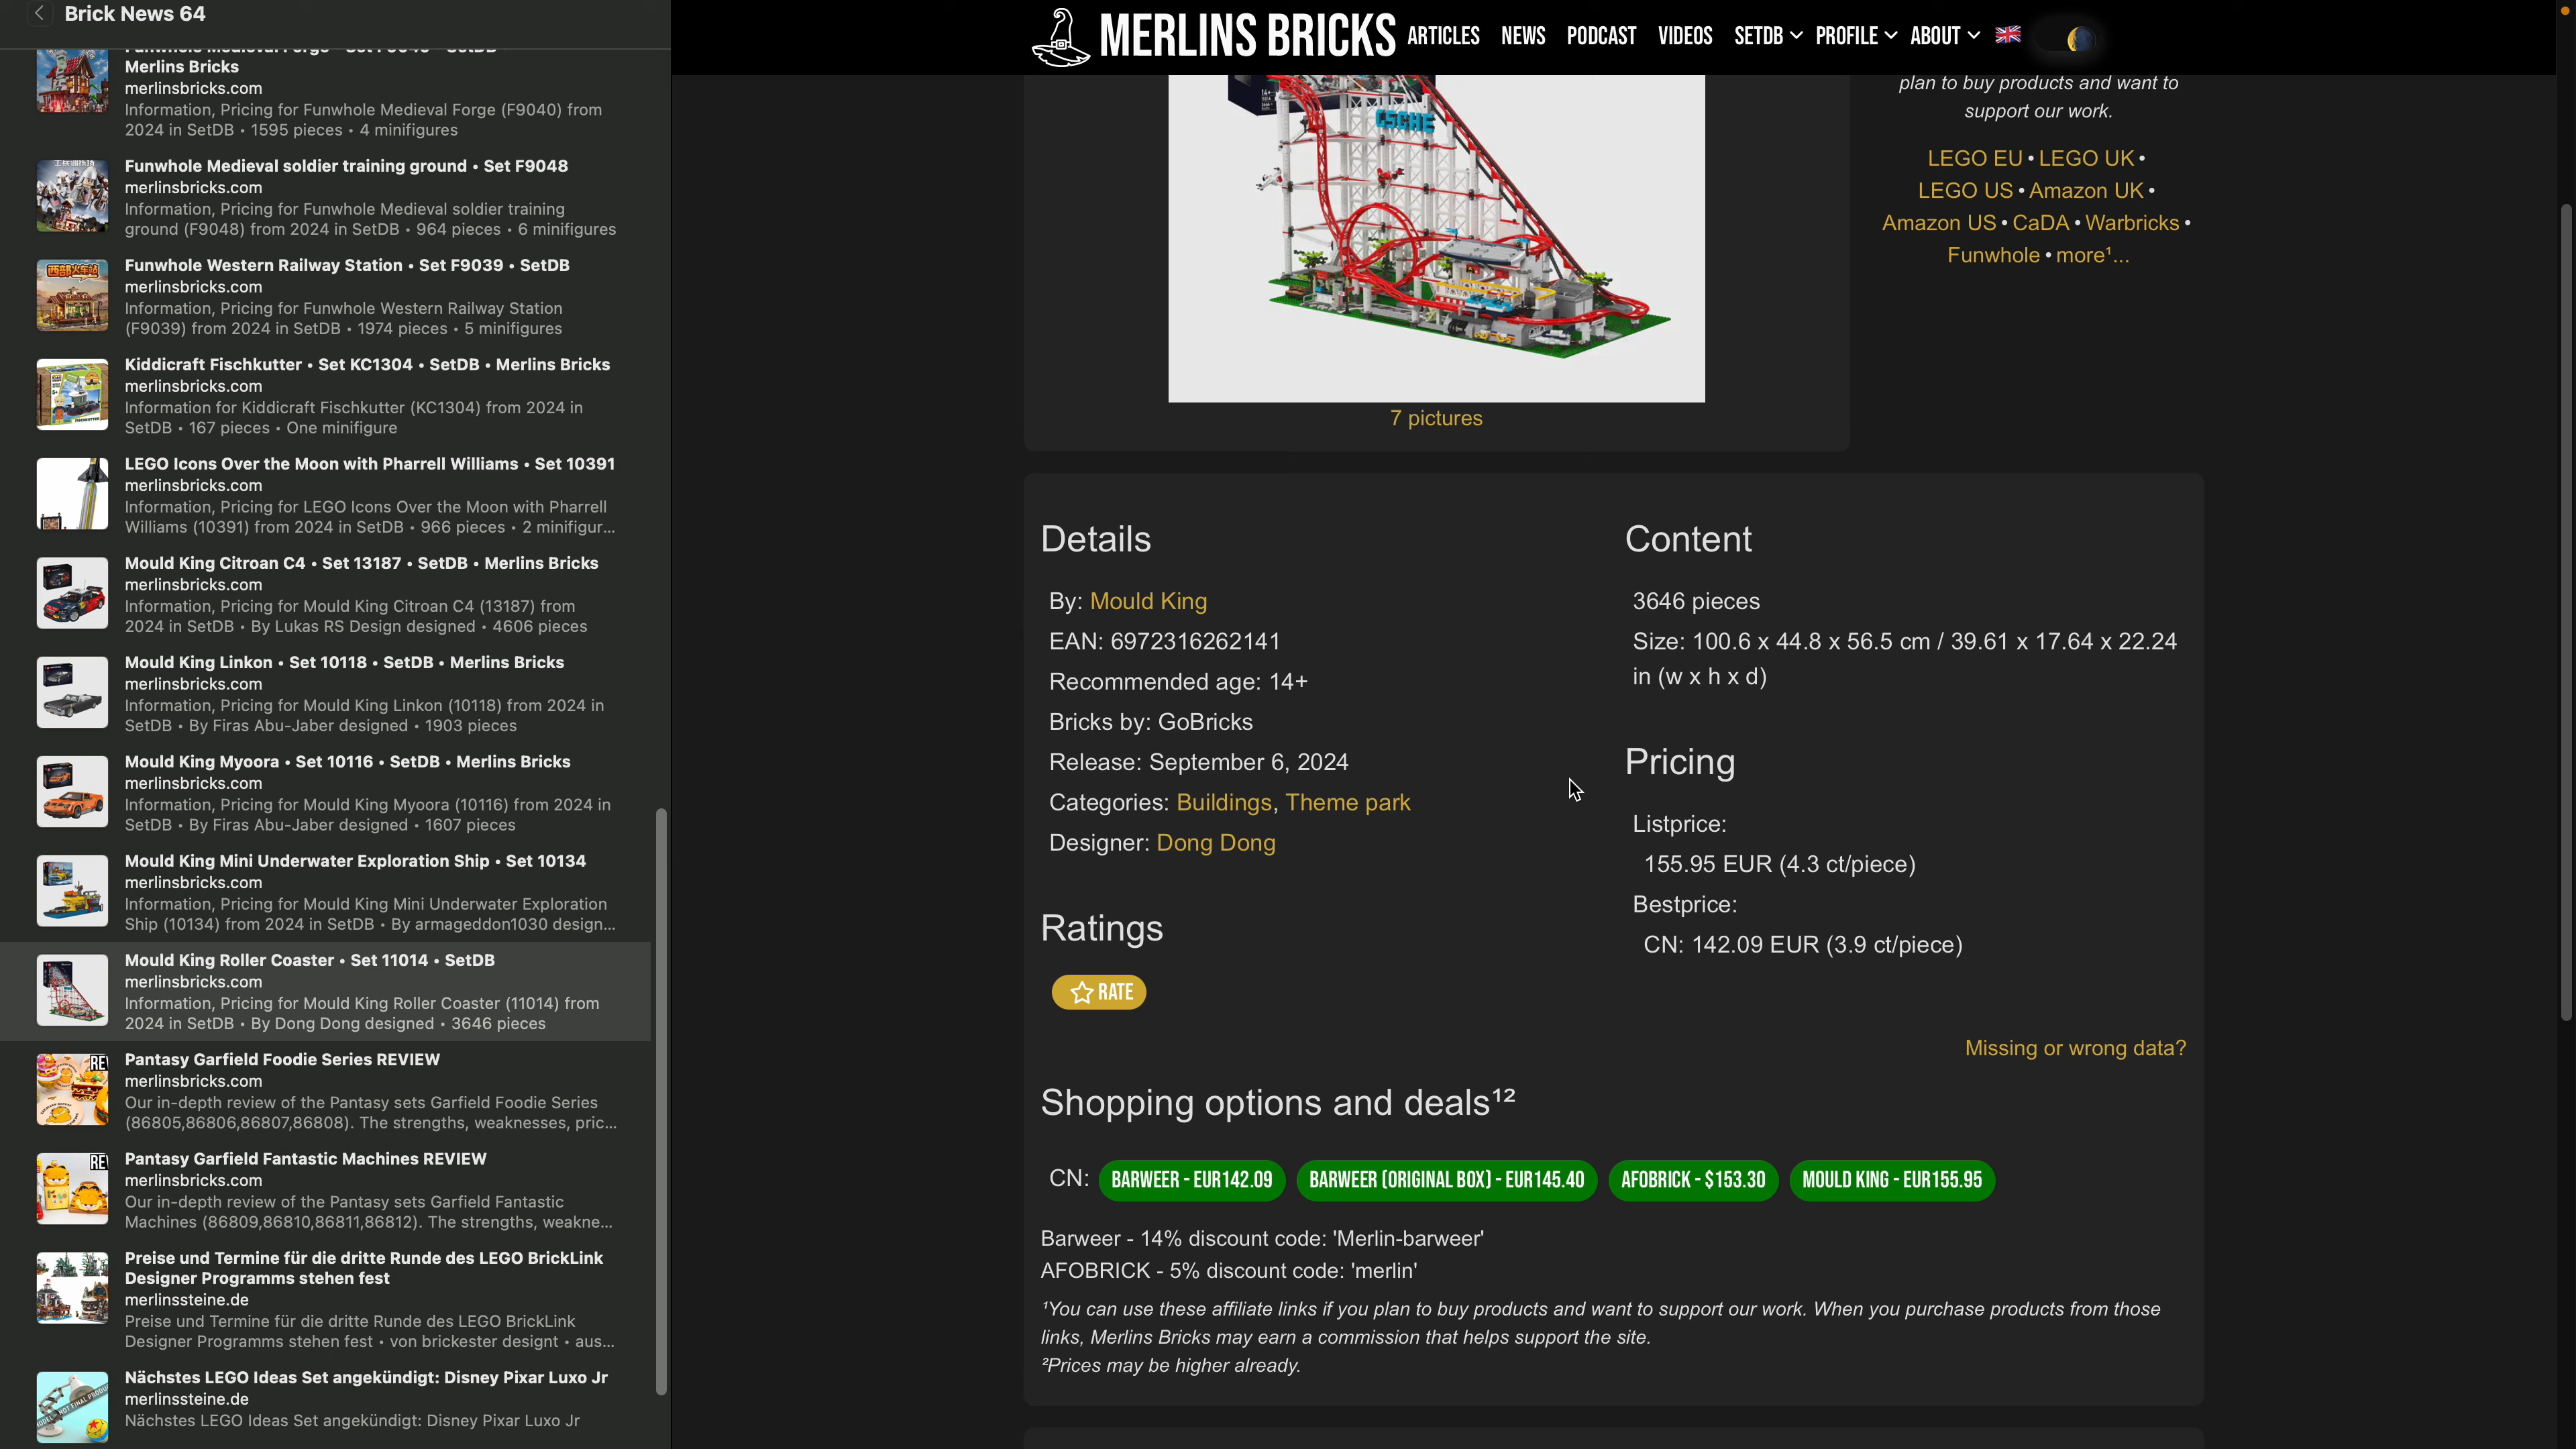 Brick News 64
Merlins Bricks
merlinsbricks.com
Information, Pricing for Funwhole Medieval Forge (F9040) from
2024 in SetDB • 1595 pieces • 4 minifigures
Funwhole Medieval soldier training ground • Set F9048
merlinsbricks.com
Information, Pricing for Funwhole Medieval soldier training
ground (F9048) from 2024 in SetDB • 964 pieces • 6 minifigures
西部火车站
Funwhole Western Railway Station • Set F9039 • SetDB
merlinsbricks.com
Information, Pricing for Funwhole Western Railway Station
(F9039) from 2024 in SetDB • 1974 pieces • 5 minifigures
Kiddicraft Fischkutter • Set KC1304 • SetDB • Merlins Bricks
merlinsbricks.com
Information for Kiddicraft Fischkutter (KC1304) from 2024 in
SetDB • 167 pieces • One minifigure
LEGO Icons Over the Moon with Pharrell Williams • Set 10391
merlinsbricks.com
Information, Pricing for LEGO Icons Over the Moon with Pharrell
Williams (10391) from 2024 in SetDB • 966 pieces • 2 minifigur...
Mould King Citroan C4 • Set 13187 • SetDB • Merlins Bricks
merlinsbricks.com
Information, Pricing for Mould King Citroan C4 (13187) from
2024 in SetDB • By Lukas RS Design designed • 4606 pieces
Mould King Linkon • Set 10118 • SetDB • Merlins Bricks
merlinsbricks.com
Information, Pricing for Mould King Linkon (10118) from 2024 in
SetDB • By Firas Abu-Jaber designed • 1903 pieces
Mould King Myoora • Set 10116 • SetDB • Merlins Bricks
merlinsbricks.com
Information, Pricing for Mould King Myoora (10116) from 2024 in
SetDB • By Firas Abu-Jaber designed • 1607 pieces
Mould King Mini Underwater Exploration Ship • Set 10134
merlinsbricks.com
Information, Pricing for Mould King Mini Underwater Exploration
Ship (10134) from 2024 in SetDB • By armageddon1030 design...
Mould King Roller Coaster • Set 11014 • SetDB
merlinsbricks.com
Information, Pricing for Mould King Roller Coaster (11014) from
2024 in SetDB • By Dong Dong designed • 3646 pieces
Pantasy Garfield Foodie Series REVIEW
merlinsbricks.com
Our in-depth review of the Pantasy sets Garfield Foodie Series
(86805,86806,86807,86808). The strengths, weaknesses, pric...
Pantasy Garfield Fantastic Machines REVIEW
merlinsbricks.com
Our in-depth review of the Pantasy sets Garfield Fantastic
Machines (86809,86810,86811,86812). The strengths, weakne...
Preise und Termine für die dritte Runde des LEGO BrickLink
Designer Programms stehen fest
merlinssteine.de
Preise und Termine für die dritte Runde des LEGO BrickLink
Designer Programms stehen fest • von brickester designt • aus...
Nächstes LEGO Ideas Set angekündigt: Disney Pixar Luxo Jr
merlinssteine.de
Nächstes LEGO Ideas Set angekündigt: Disney Pixar Luxo Jr
MERLINS BRICKS ARTICLES NEWS PODCAST VIDEOS SETDB PROFILE ABOUT
7 pictures
plan to buy products and want to
support our work.
LEGO EU • LEGO UK •
LEGO US • Amazon UK •
Amazon US • CaDA • Warbricks •
Funwhole • more¹...
Details
By: Mould King
EAN: 6972316262141
Recommended age: 14+
Bricks by: GoBricks
Release: September 6, 2024
Categories: Buildings, Theme park
Designer: Dong Dong
Ratings
RATE
Content
3646 pieces
Size: 100.6 x 44.8 x 56.5 cm / 39.61 x 17.64 x 22.24
in (w x h x d)
Pricing
Listprice:
155.95 EUR (4.3 ct/piece)
Bestprice:
CN: 142.09 EUR (3.9 ct/piece)
Missing or wrong data?
Shopping options and deals¹²
CN: BARWEER - EUR142.09 BARWEER (ORIGINAL BOX) - EUR145.40 AFOBRICK - $153.30 MOULD KING - EUR155.95
Barweer - 14% discount code: 'Merlin-barweer'
AFOBRICK - 5% discount code: 'merlin'
¹You can use these affiliate links if you plan to buy products and want to support our work. When you purchase products from those
links, Merlins Bricks may earn a commission that helps support the site.
²Prices may be higher already.